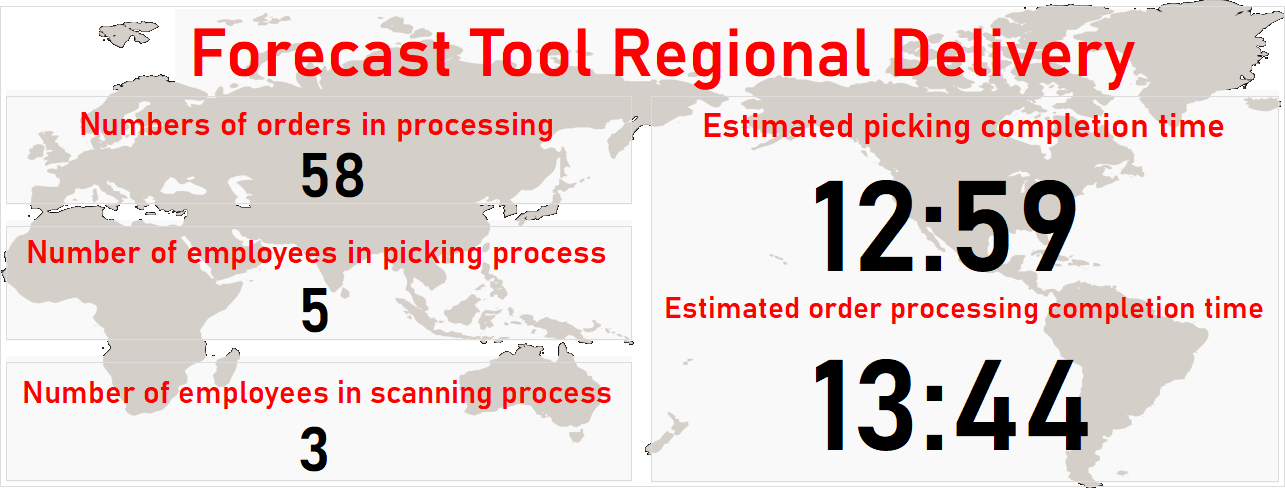 Forecast Tool Regional Delivery
Numbers of orders in processing
58
Number of employees in picking process
5
Number of employees in scanning process
3
Estimated picking completion time
12:59
Estimated order processing completion time
13:44